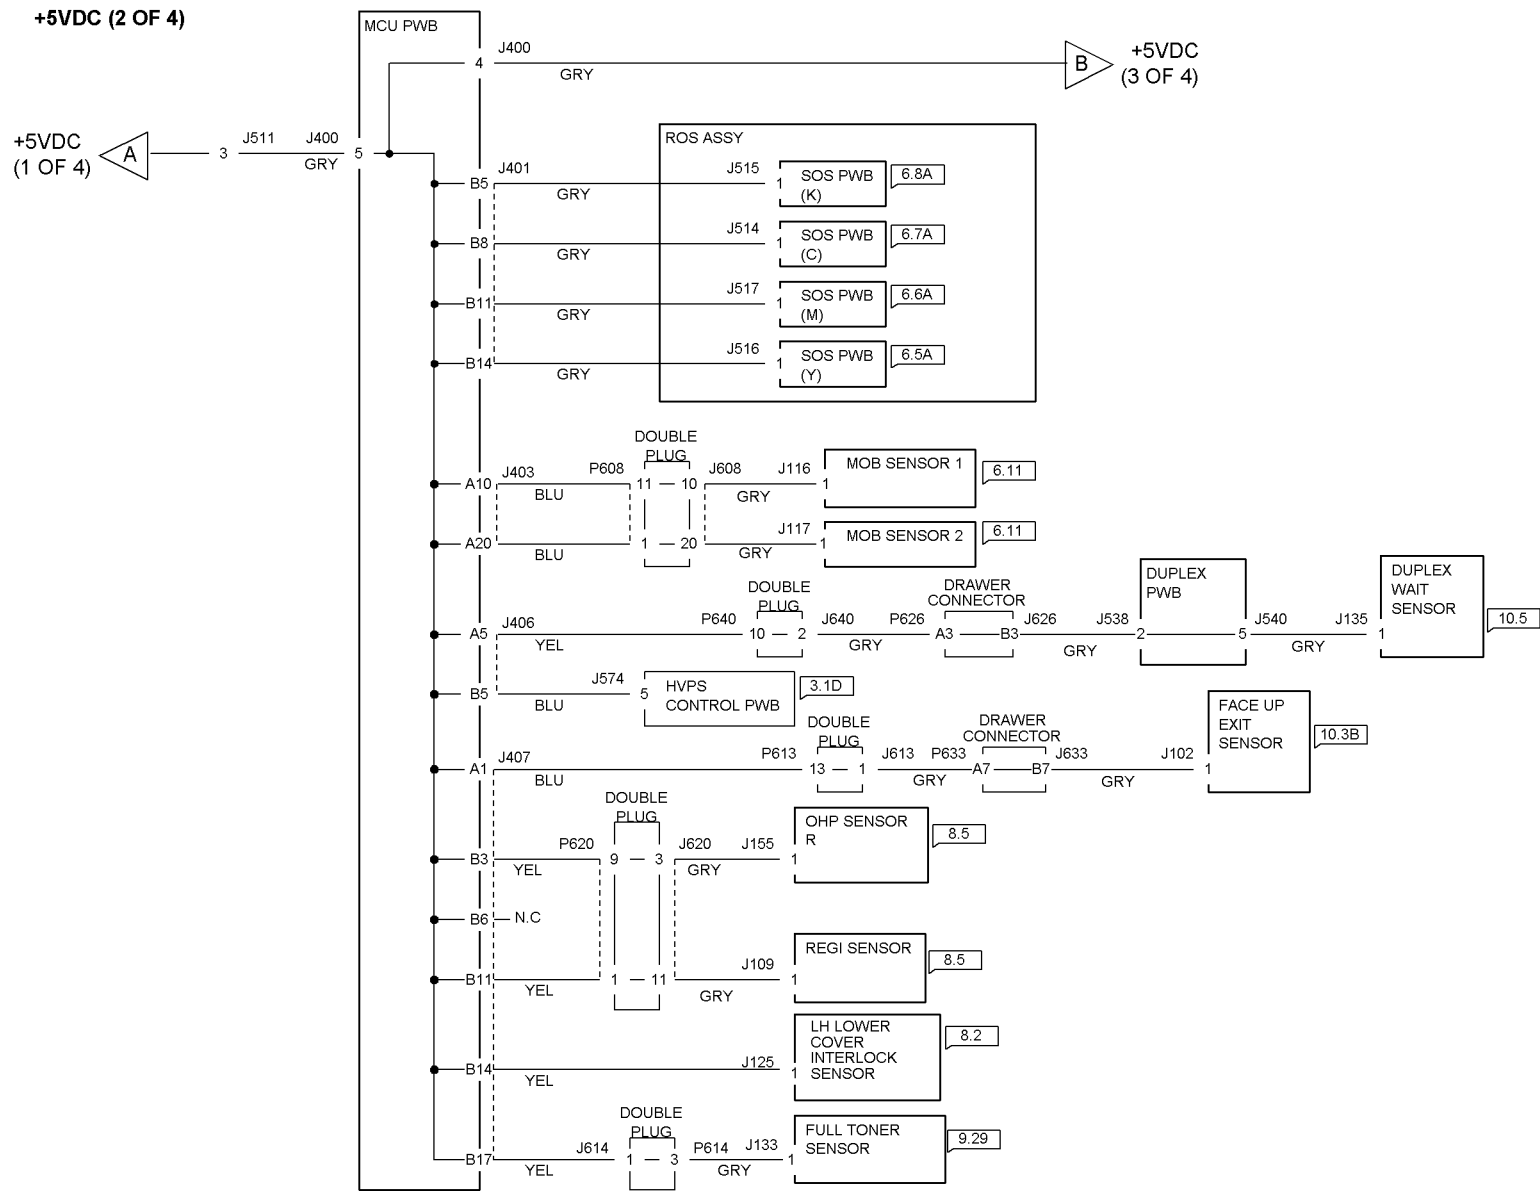 +5VDC (2 OF 4)
MCU PWB
J400
4
GRY
B
+5VDC
(3 OF 4)
+5VDC
(1 OF 4)
A
3
J511
J400
GRY
5
ROS ASSY
B5
J401
GRY
J515
1
SOS PWB
(K)
6.8A
B8
GRY
J514
1
SOS PWB
(C)
6.7A
B11
GRY
J517
1
SOS PWB
(M)
6.6A
B14
GRY
J516
1
SOS PWB
(Y)
6.5A
DOUBLE
PLUG
A10
J403
BLU
P608
11
10
J608
GRY
J116
1
MOB SENSOR 1
6.11
A20
BLU
1
20
GRY
J117
1
MOB SENSOR 2
6.11
A5
J406
YEL
P640
DOUBLE
PLUG
10
2
J640
GRY
P626
DRAWER
CONNECTOR
A3
B3
J626
GRY
J538
2
DUPLEX
PWB
5
J540
GRY
J135
1
DUPLEX
WAIT
SENSOR
10.5
B5
BLU
J574
5
HVPS
CONTROL PWB
3.1D
A1
J407
BLU
P613
DOUBLE
PLUG
13
1
J613
GRY
P633
DRAWER
CONNECTOR
A7
B7
J633
GRY
J102
1
FACE UP
EXIT
SENSOR
10.3B
DOUBLE
PLUG
B3
YEL
P620
9
3
J620
GRY
J155
1
OHP SENSOR
R
8.5
B6
N.C
B11
YEL
1
11
GRY
J109
1
REGI SENSOR
8.5
B14
YEL
J125
1
LH LOWER
COVER
INTERLOCK
SENSOR
8.2
B17
YEL
J614
DOUBLE
PLUG
1
3
P614
GRY
J133
1
FULL TONER
SENSOR
9.29